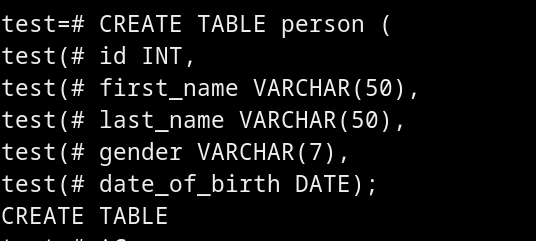 test=# CREATE TABLE person (
test(# id INT,
test(# first_name VARCHAR(50),
test(# last_name VARCHAR(50),
test(# gender VARCHAR(7),
test(# date_of_birth DATE);
CREATE TABLE